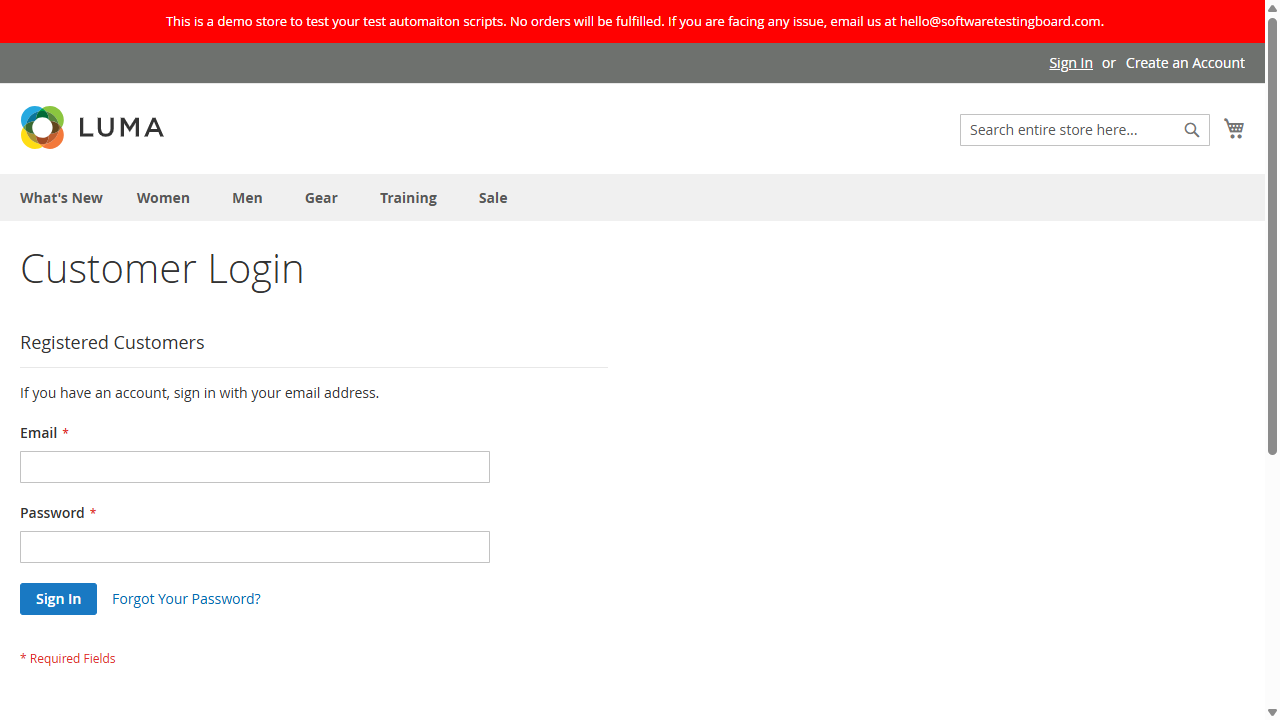 This is a demo store to test your test automaiton scripts. No orders will be fulfilled. If you are facing any issue, email us at hello@softwaretestingboard.com.
Sign In or Create an Account
LUMA
Search entire store here...
What's New Women Men Gear Training Sale
Customer Login
Registered Customers
If you have an account, sign in with your email address.
Email *
Password *
Sign In Forgot Your Password?
* Required Fields